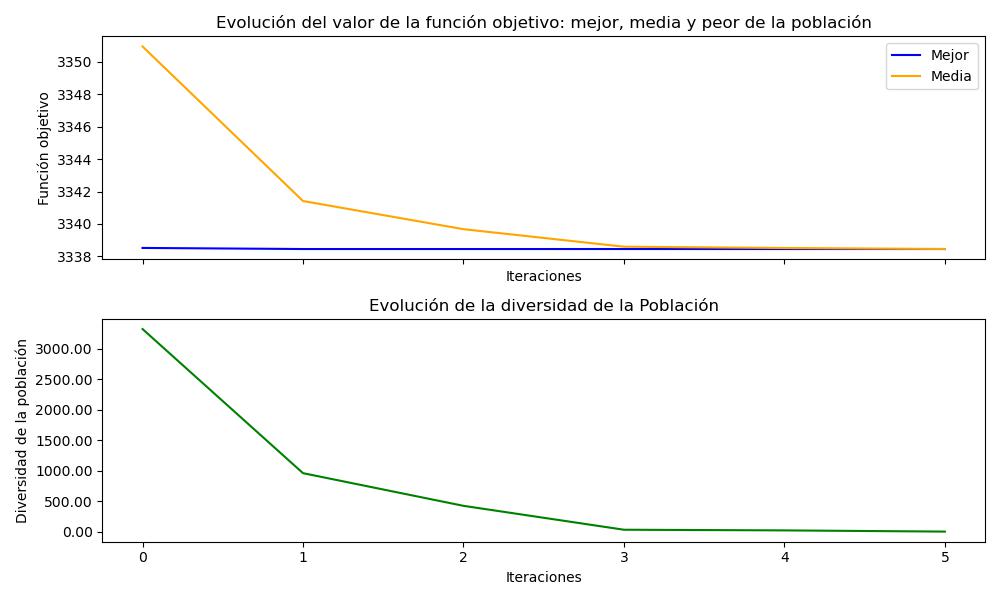 Evolución del valor de la función objetivo: mejor, media y peor de la población
Mejor
Media
Función objetivo
3350
3348
3346
3344
3342
3340
3338
Iteraciones
Evolución de la diversidad de la Población
Diversidad de la población
3000.00
2500.00
2000.00
1500.00
1000.00
500.00
0.00
0 1 2 3 4 5
Iteraciones